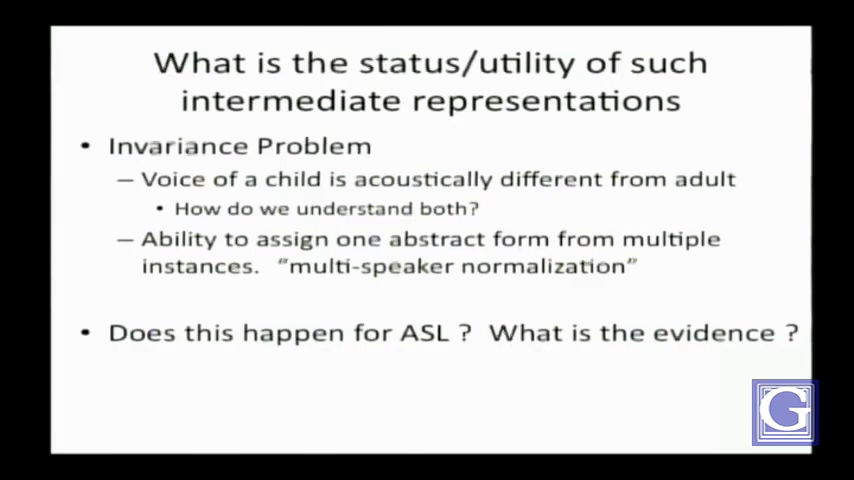 What is the status/utility of such
intermediate representations
• Invariance Problem
– Voice of a child is acoustically different from adult
• How do we understand both?
– Ability to assign one abstract form from multiple
instances. “multi-speaker normalization”
• Does this happen for ASL ? What is the evidence ?
G